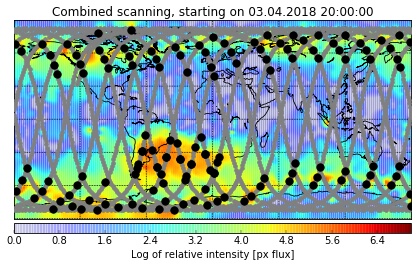 Combined scanning, starting on 03.04.2018 20:00:00
0.0 0.8 1.6 2.4 3.2 4.0 4.8 5.6 6.4
Log of relative intensity [px flux]